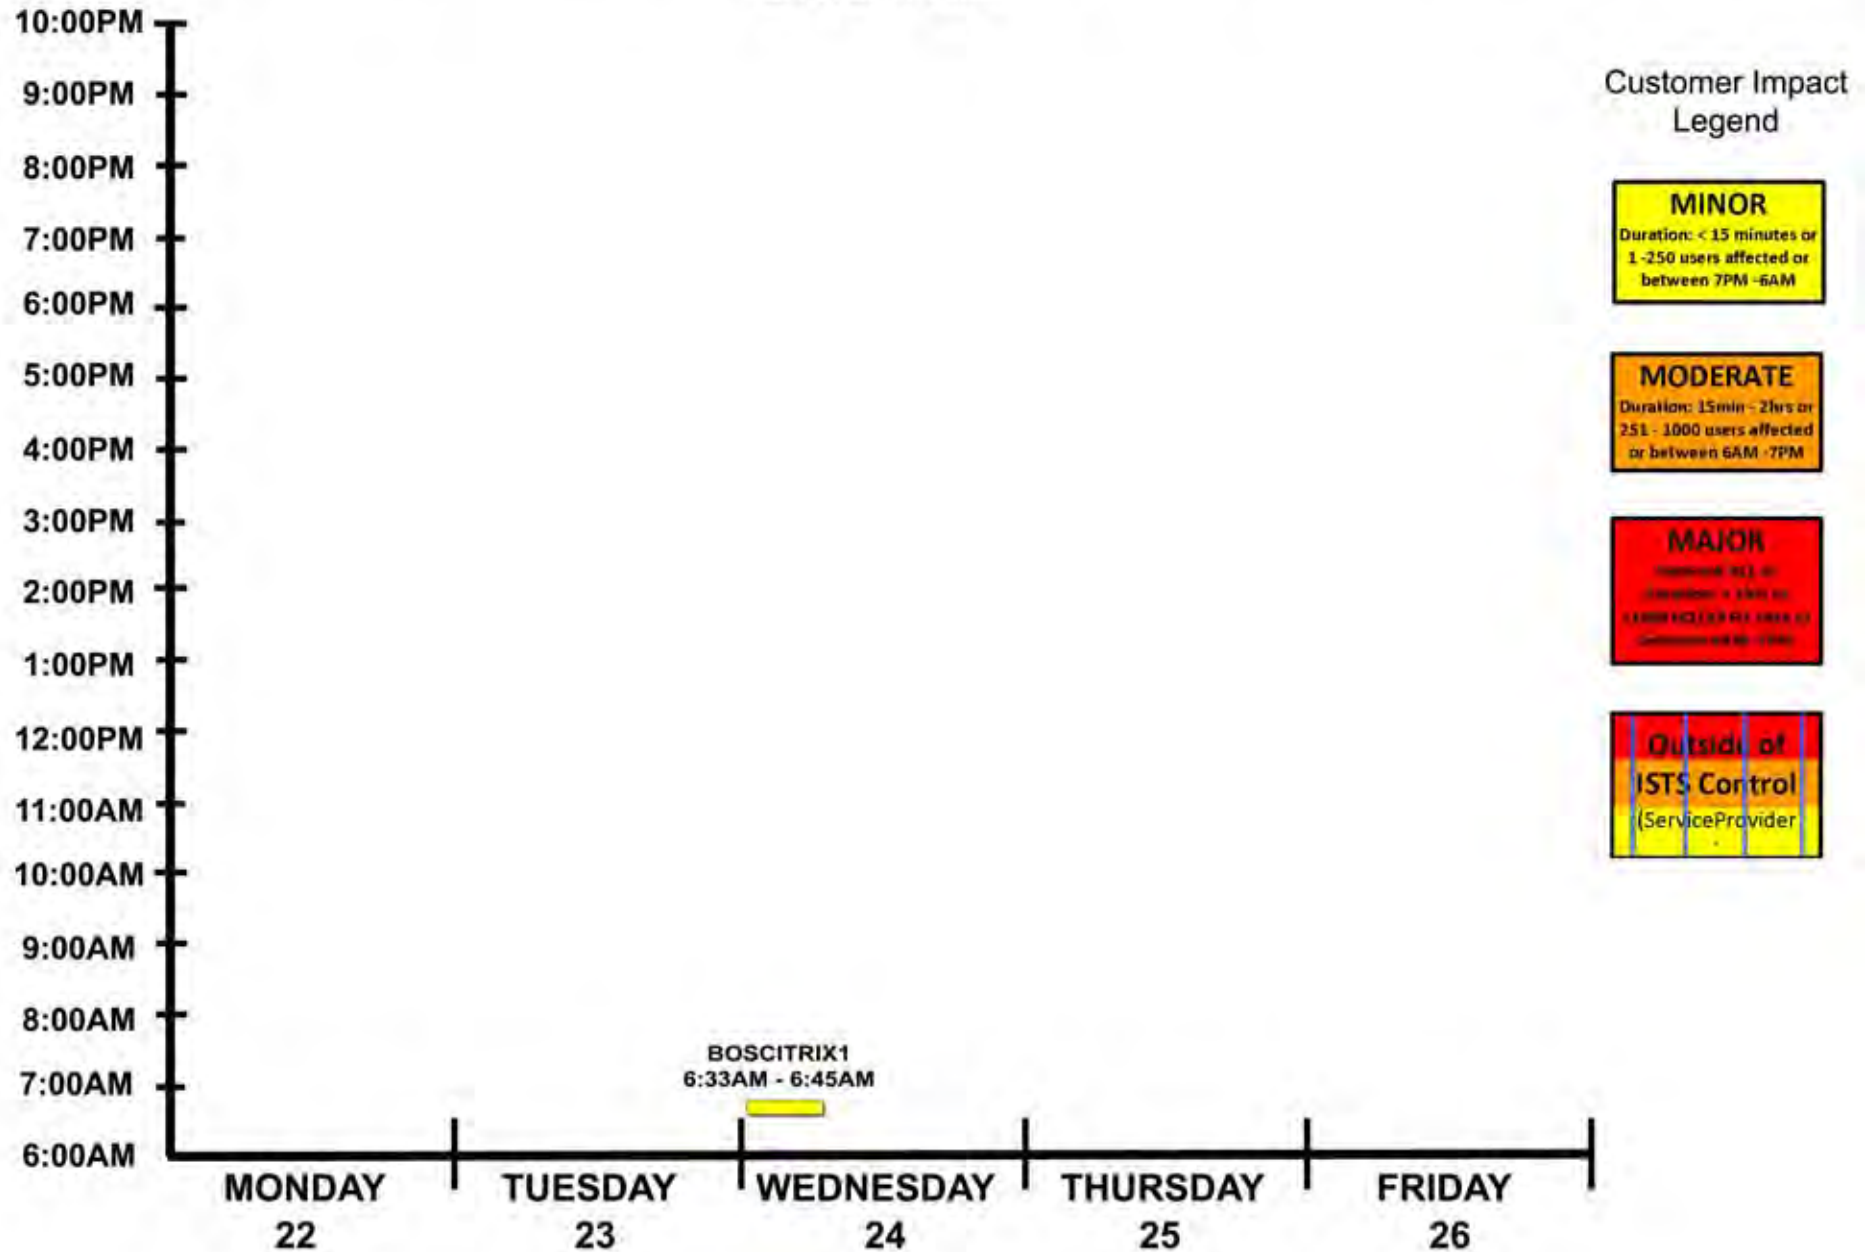 10:00PM
9:00PM
8:00PM
7:00PM
6:00PM
5:00PM
4:00PM
3:00PM
2:00PM
1:00PM
12:00PM
11:00AM
10:00AM
9:00AM
8:00AM
7:00AM
6:00AM
BOSCITRIX1
6:33AM - 6:45AM
MONDAY
22
TUESDAY
23
WEDNESDAY
24
THURSDAY
25
FRIDAY
26
Customer Impact
Legend
MINOR
Duration: < 15 minutes or
1 -250 users affected or
between 7PM -6AM
MODERATE
Duration: 15min - 2hrs or
251 - 1000 users affected
or between 6AM -7PM
MAJOR
Outside of
ISTS Control
(ServiceProvider